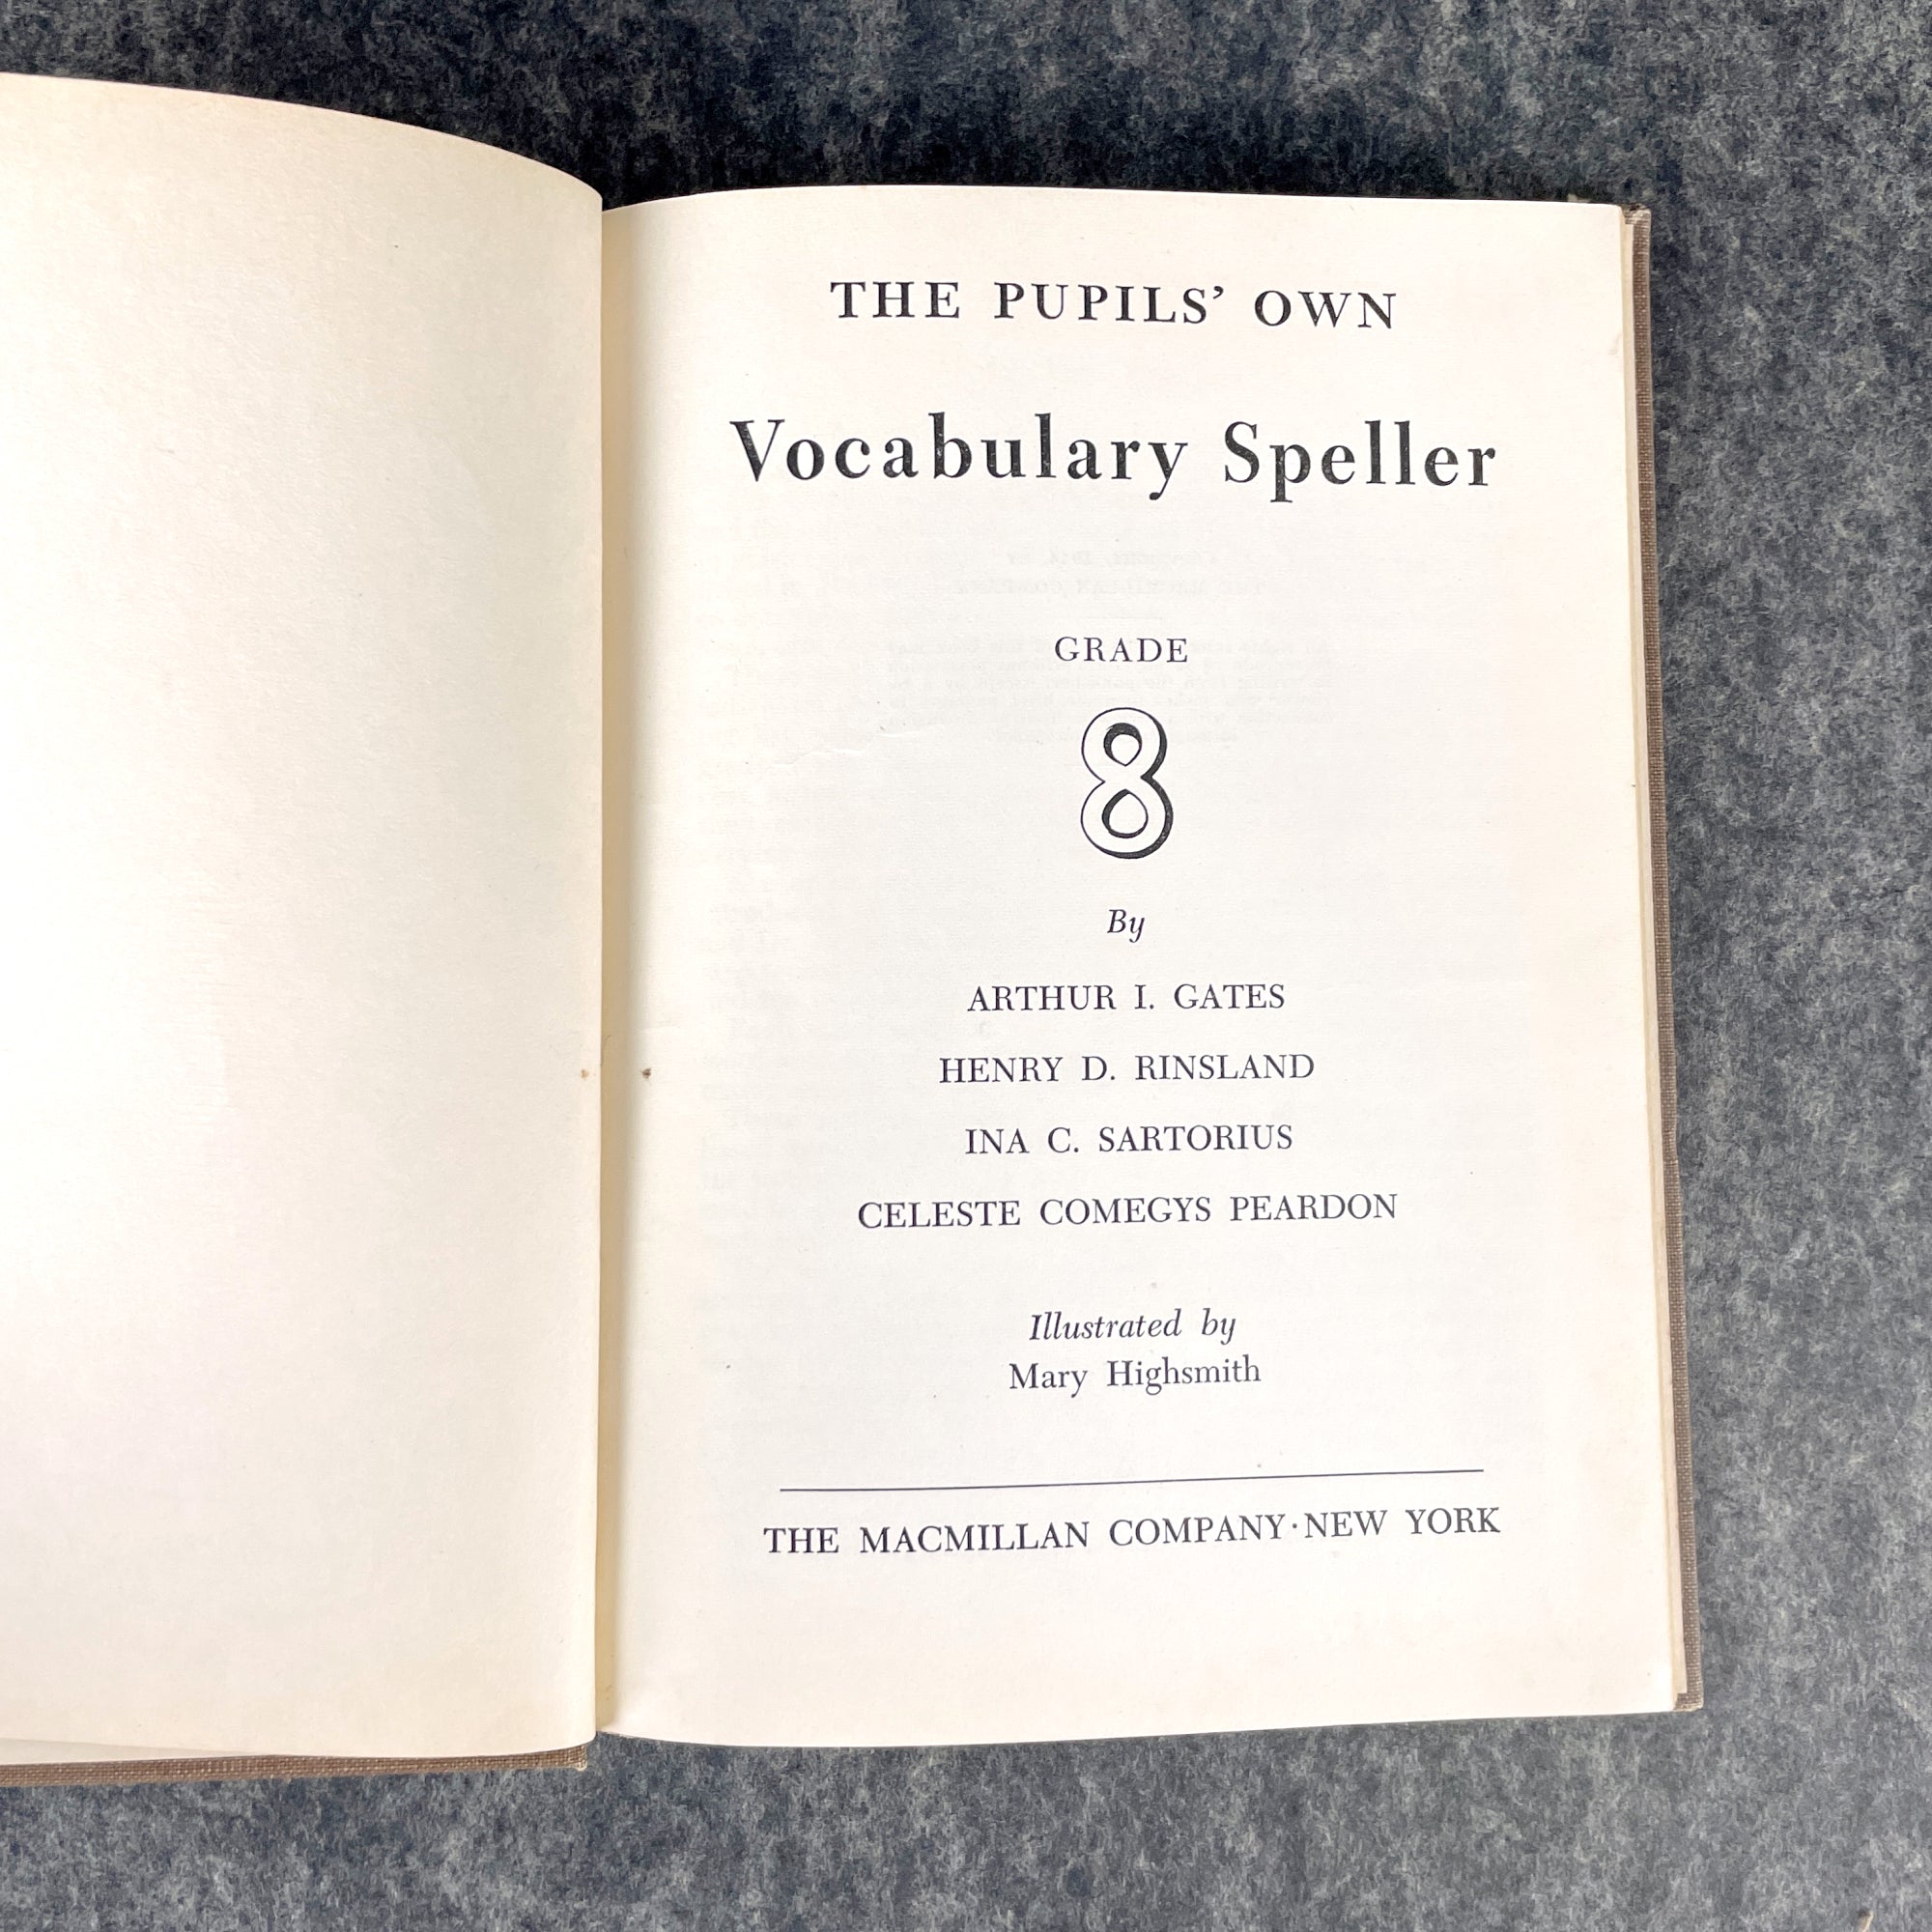 THE PUPILS’ OWN
Vocabulary Speller
GRADE
8
By
ARTHUR I. GATES
HENRY D. RINSLAND
INA C. SARTORIUS
CELESTE COMEGYS PEARDON
Illustrated by
Mary Highsmith
THE MACMILLAN COMPANY·NEW YORK